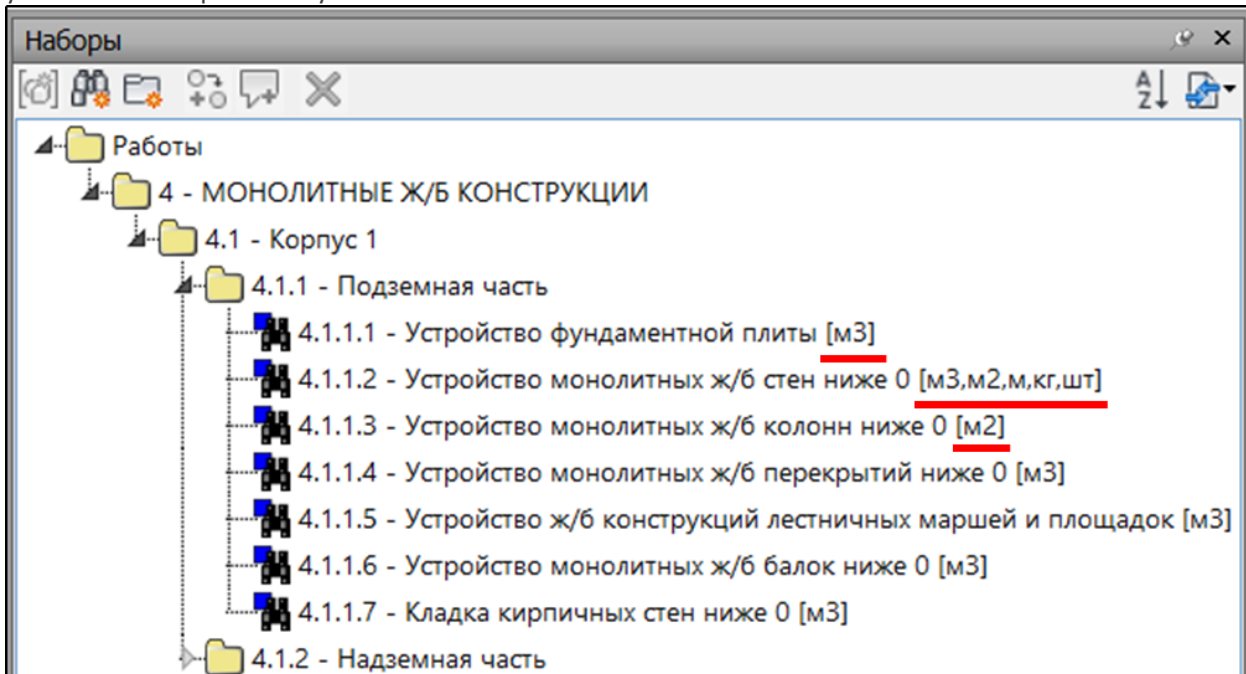 Наборы
Работы
4 - МОНОЛИТНЫЕ Ж/Б КОНСТРУКЦИИ
4.1 - Корпус 1
4.1.1 - Подземная часть
4.1.1.1 - Устройство фундаментной плиты [м3]
4.1.1.2 - Устройство монолитных ж/б стен ниже 0 [м3,м2,м,кг,шт]
4.1.1.3 - Устройство монолитных ж/б колонн ниже 0 [м2]
4.1.1.4 - Устройство монолитных ж/б перекрытий ниже 0 [м3]
4.1.1.5 - Устройство ж/б конструкций лестничных маршей и площадок [м3]
4.1.1.6 - Устройство монолитных ж/б балок ниже 0 [м3]
4.1.1.7 - Кладка кирпичных стен ниже 0 [м3]
4.1.2 - Надземная часть